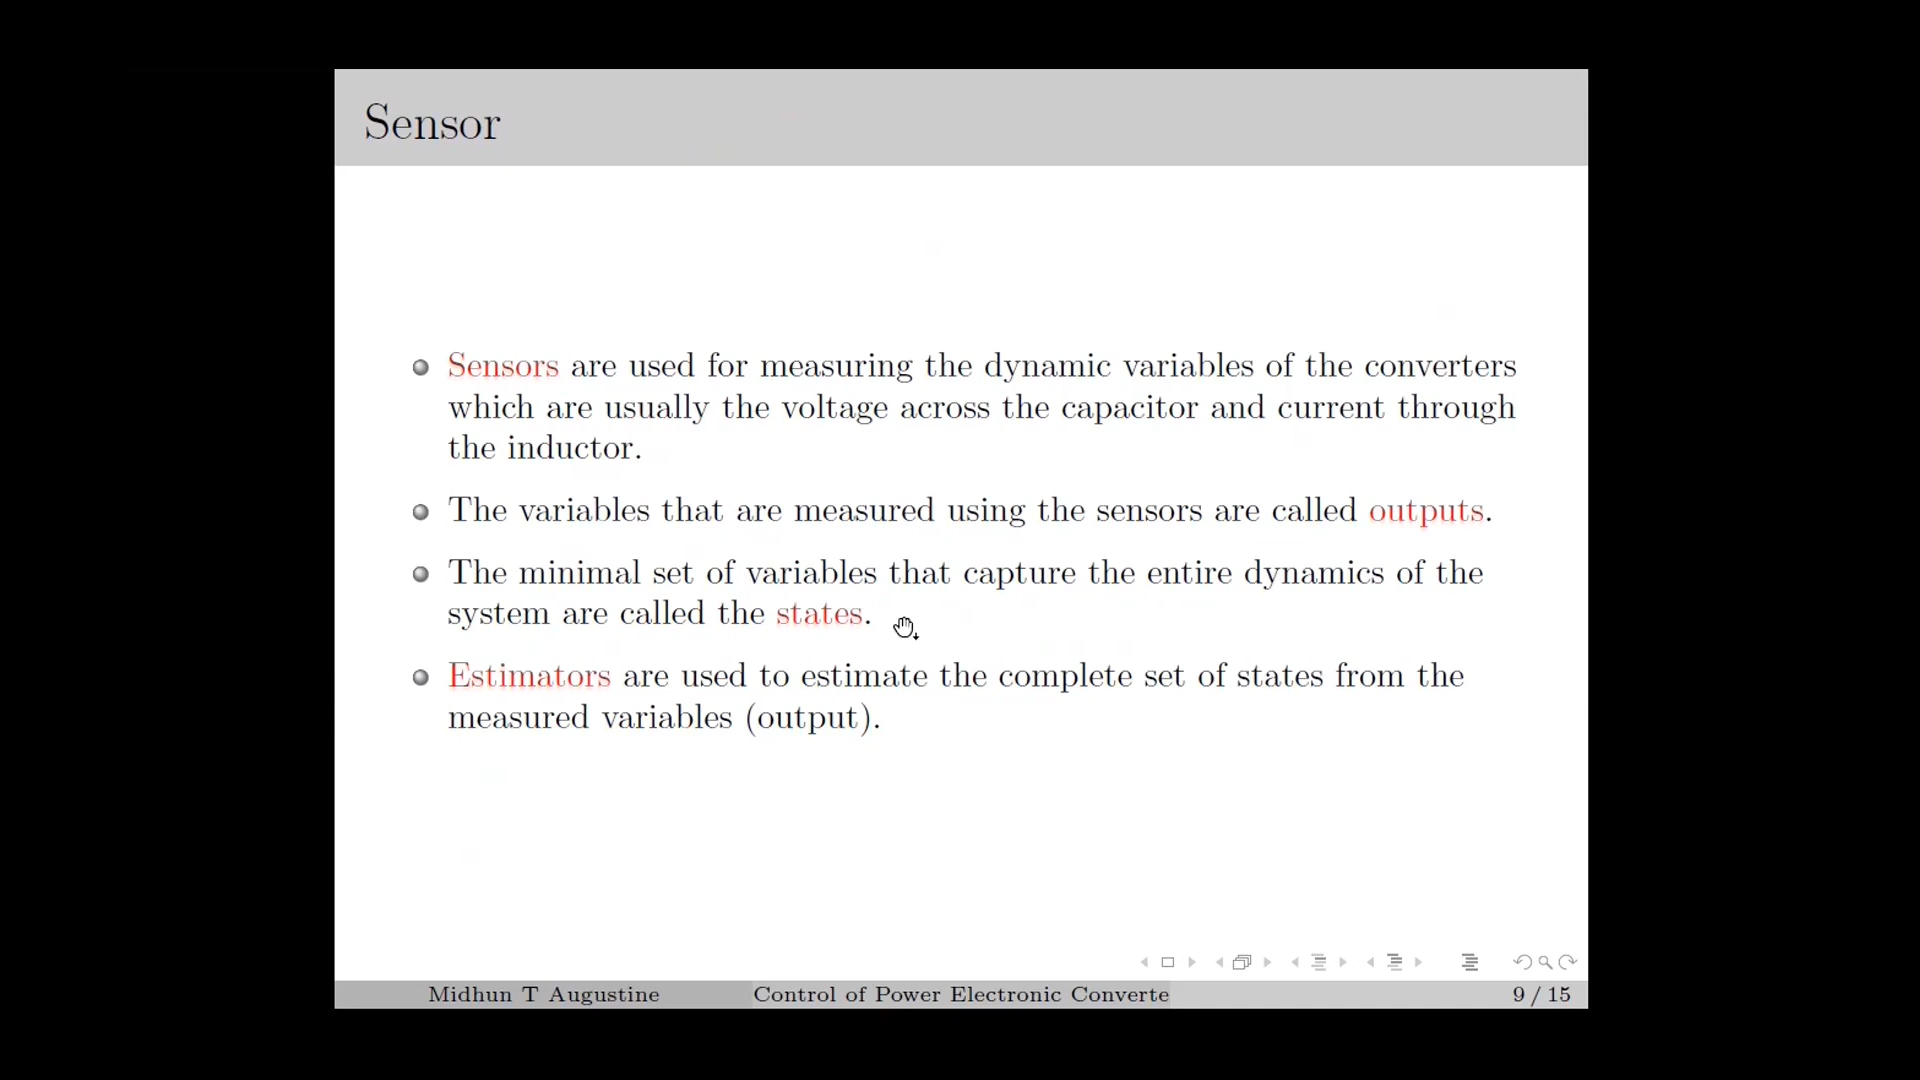 Sensor
Sensors are used for measuring the dynamic variables of the converters
which are usually the voltage across the capacitor and current through
the inductor.
The variables that are measured using the sensors are called outputs.
The minimal set of variables that capture the entire dynamics of the
system are called the states.
Estimators are used to estimate the complete set of states from the
measured variables (output).
Midhun T Augustine Control of Power Electronic Converte 9 / 15